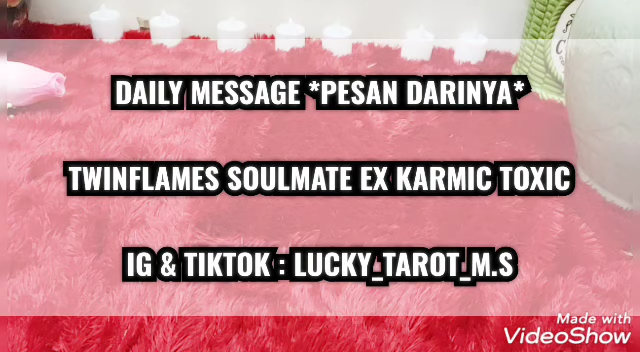 DAILY MESSAGE *PESAN DARINYA*
TWINFLAMES SOULMATE EX KARMIC TOXIC
IG & TIKTOK : LUCKY_TAROT_M.S
Made with
VideoShow